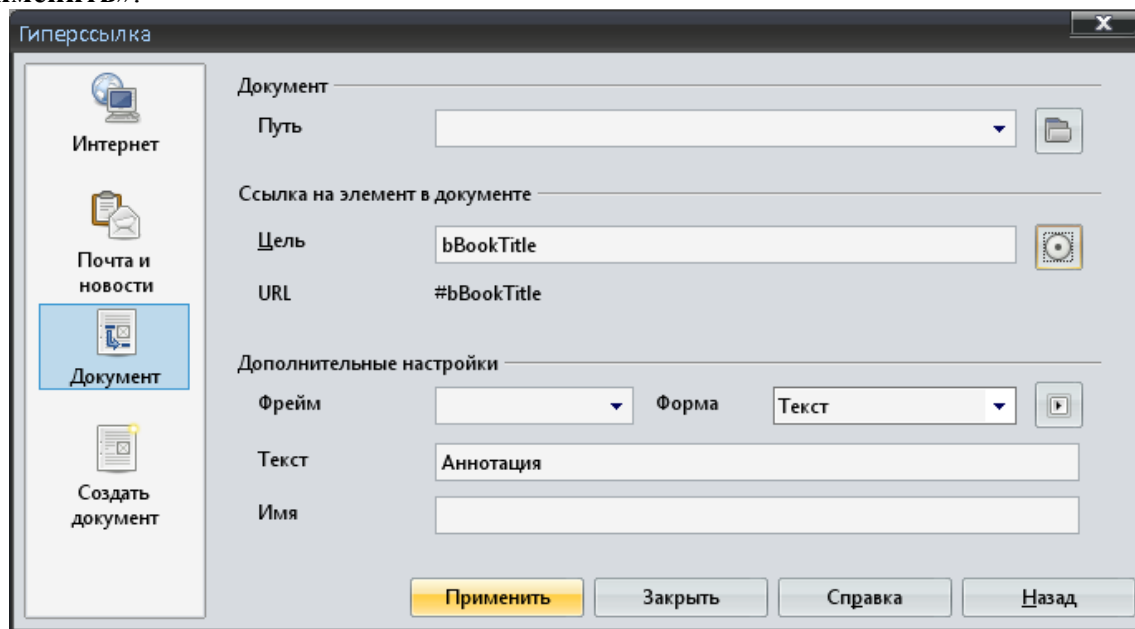 Гиперссылка
Интернет
Почта и
новости
Документ
Создать
документ
Документ
Путь
Ссылка на элемент в документе
Цель bBookTitle
URL #bBookTitle
Дополнительные настройки
Фрейм Форма Текст
Текст Аннотация
Имя
Применить Закрыть Справка Назад